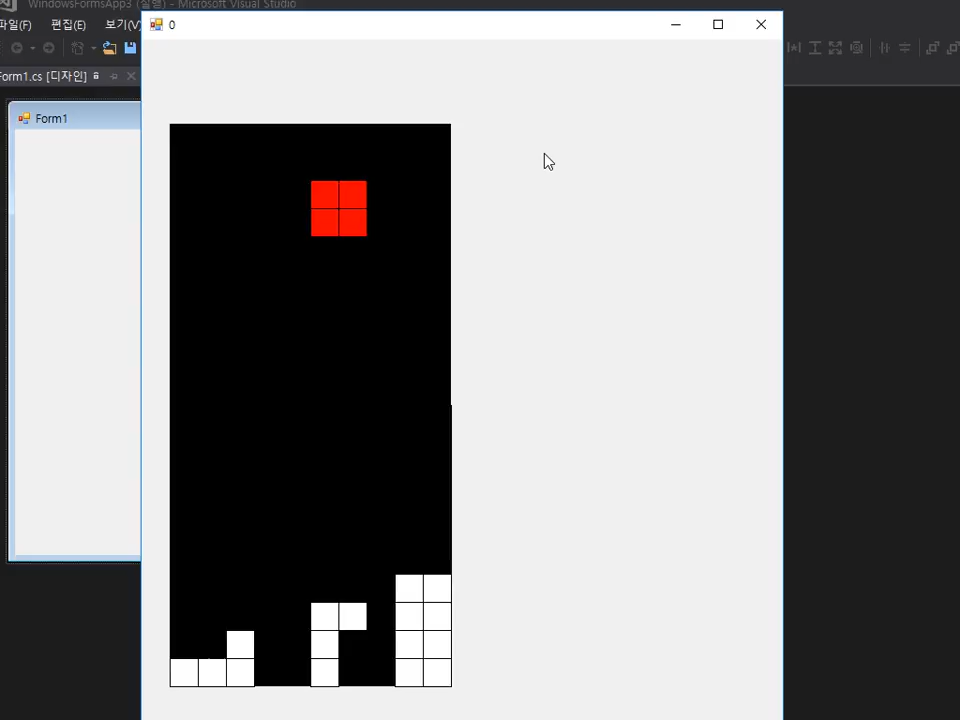 WindowsFormsApp3 (실행) - Microsoft Visual Studio
0
파일(F) 편집(E) 보기(V)
Form1.cs [디자인]
Form1